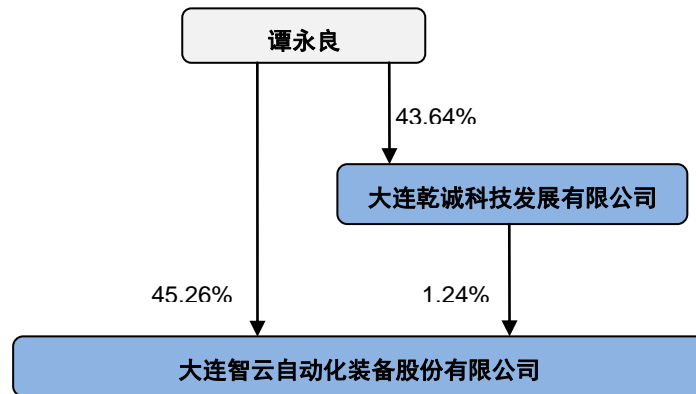 谭永良
43.64%
大连乾诚科技发展有限公司
45.26%
1.24%
大连智云自动化装备股份有限公司